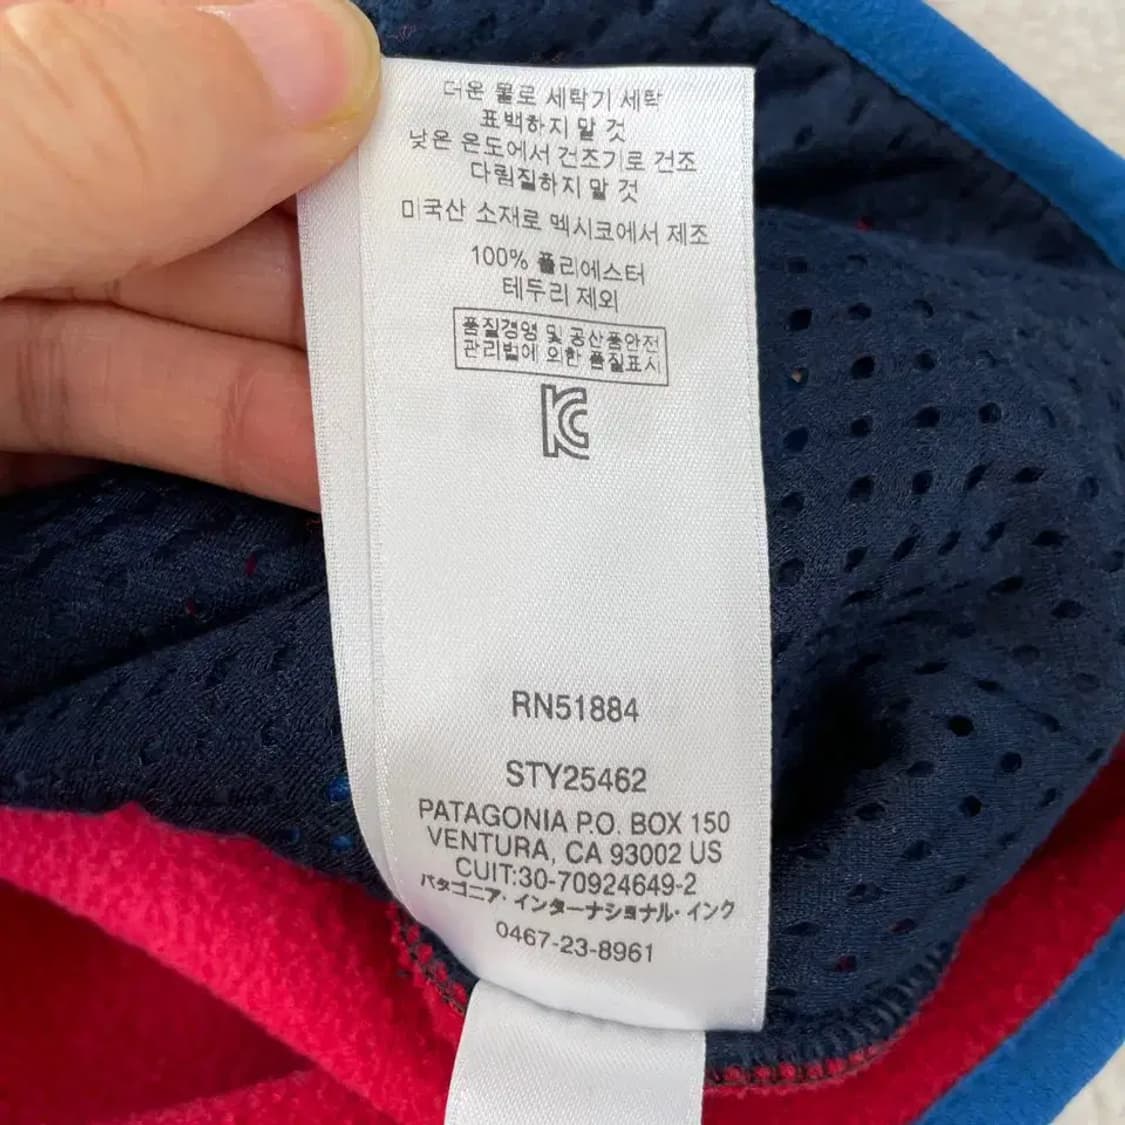 더운 물로 세탁기 세탁
표백하지 말 것
낮은 온도에서 건조기로 건조
다림질하지 말 것
미국산 소재로 멕시코에서 제조
100% 폴리에스터
테두리 제외
품질경영 및 공산품안전
관리법에 의한 품질표시
KC
RN51884
STY25462
PATAGONIA P.O. BOX 150
VENTURA, CA 93002 US
CUIT:30-70924649-2
パタゴニア・インターナショナル・インク
0467-23-8961